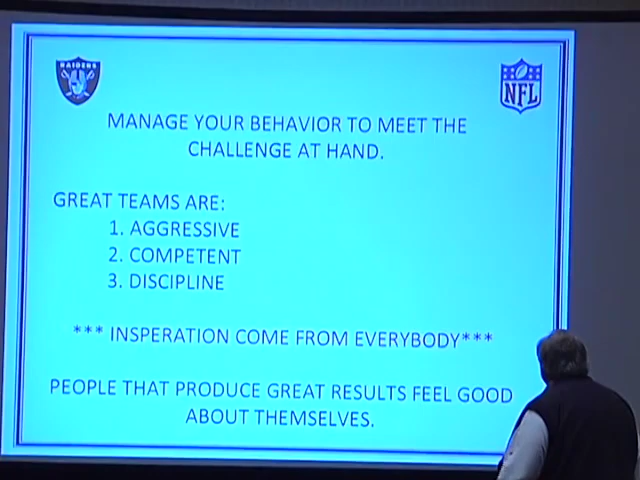 RAIDERS
NFL
MANAGE YOUR BEHAVIOR TO MEET THE
CHALLENGE AT HAND.
GREAT TEAMS ARE:
1. AGGRESSIVE
2. COMPETENT
3. DISCIPLINE
*** INSPERATION COME FROM EVERYBODY***
PEOPLE THAT PRODUCE GREAT RESULTS FEEL GOOD
ABOUT THEMSELVES.